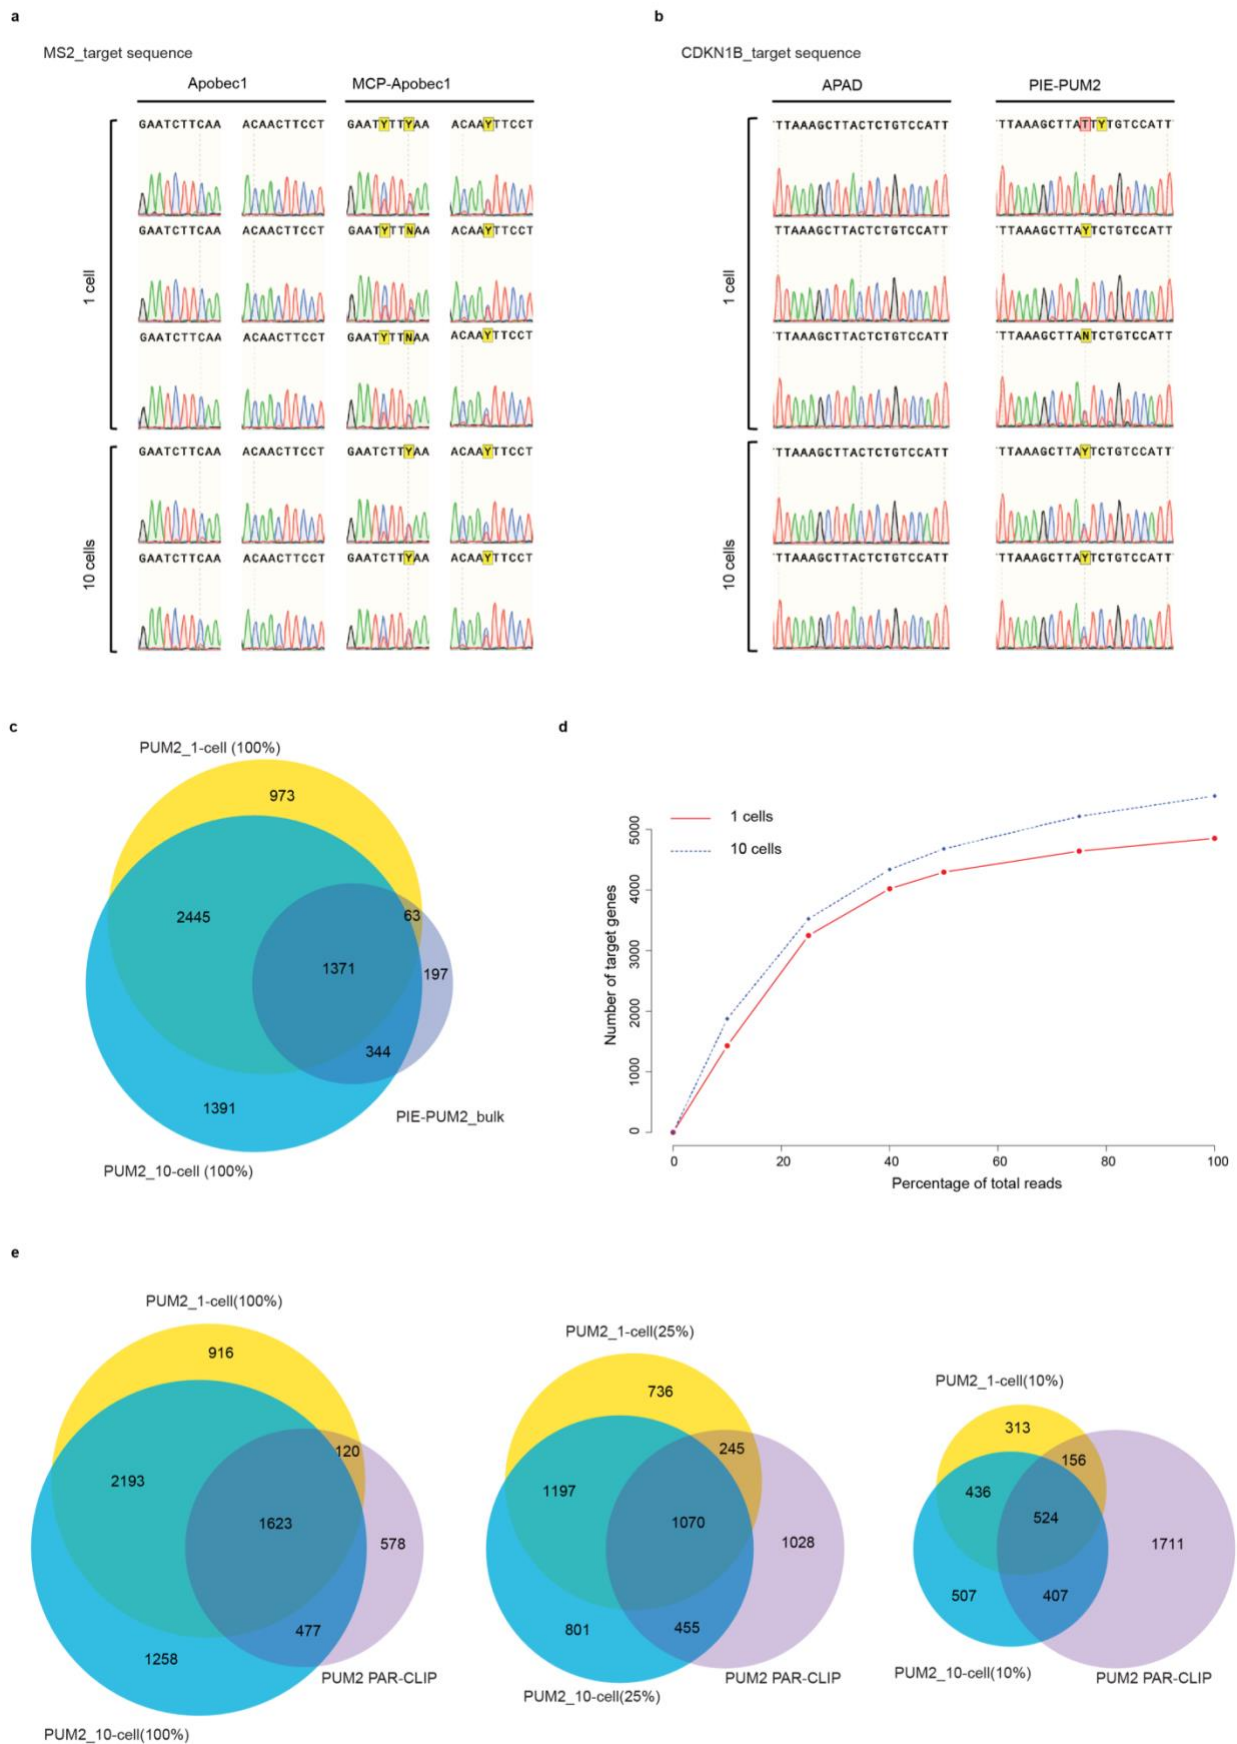 a
MS2_target sequence
Apobec1
MCP-Apobec1
GAATCTTCAA ACAACTTCCT GAATYTTYAA ACAAYTTCCT
GAATCTTCAA ACAACTTCCT GAATYTTNAA ACAAYTTCCT
GAATCTTCAA ACAACTTCCT GAATYTTNAA ACAAYTTCCT
1 cell
GAATCTTCAA ACAACTTCCT GAATCTTYAA ACAAYTTCCT
GAATCTTCAA ACAACTTCCT GAATCTTYAA ACAAYTTCCT
10 cells
b
CDKN1B_target sequence
APAD
PIE-PUM2
TTAAAGCTTACTCTGTCCATT TTAAAGCTTATTYTGTCCATT
TTAAAGCTTACTCTGTCCATT TTAAAGCTTAYTCTGTCCATT
TTAAAGCTTACTCTGTCCATT TTAAAGCTTANTCTGTCCATT
1 cell
TTAAAGCTTACTCTGTCCATT TTAAAGCTTAYTCTGTCCATT
TTAAAGCTTACTCTGTCCATT TTAAAGCTTAYTCTGTCCATT
10 cells
c
PUM2_1-cell (100%)
973
2445
63
1371
197
344
1391
PIE-PUM2_bulk
PUM2_10-cell (100%)
d
1 cells
10 cells
Number of target genes
5000
4000
3000
2000
1000
0
0 20 40 60 80 100
Percentage of total reads
e
PUM2_1-cell(100%)
916
120
2193
1623
578
477
1258
PUM2 PAR-CLIP
PUM2_10-cell(100%)
PUM2_1-cell(25%)
736
245
1197
1070
1028
801
455
PUM2 PAR-CLIP
PUM2_10-cell(25%)
PUM2_1-cell(10%)
313
156
436
524
1711
507
407
PUM2_10-cell(10%)
PUM2 PAR-CLIP